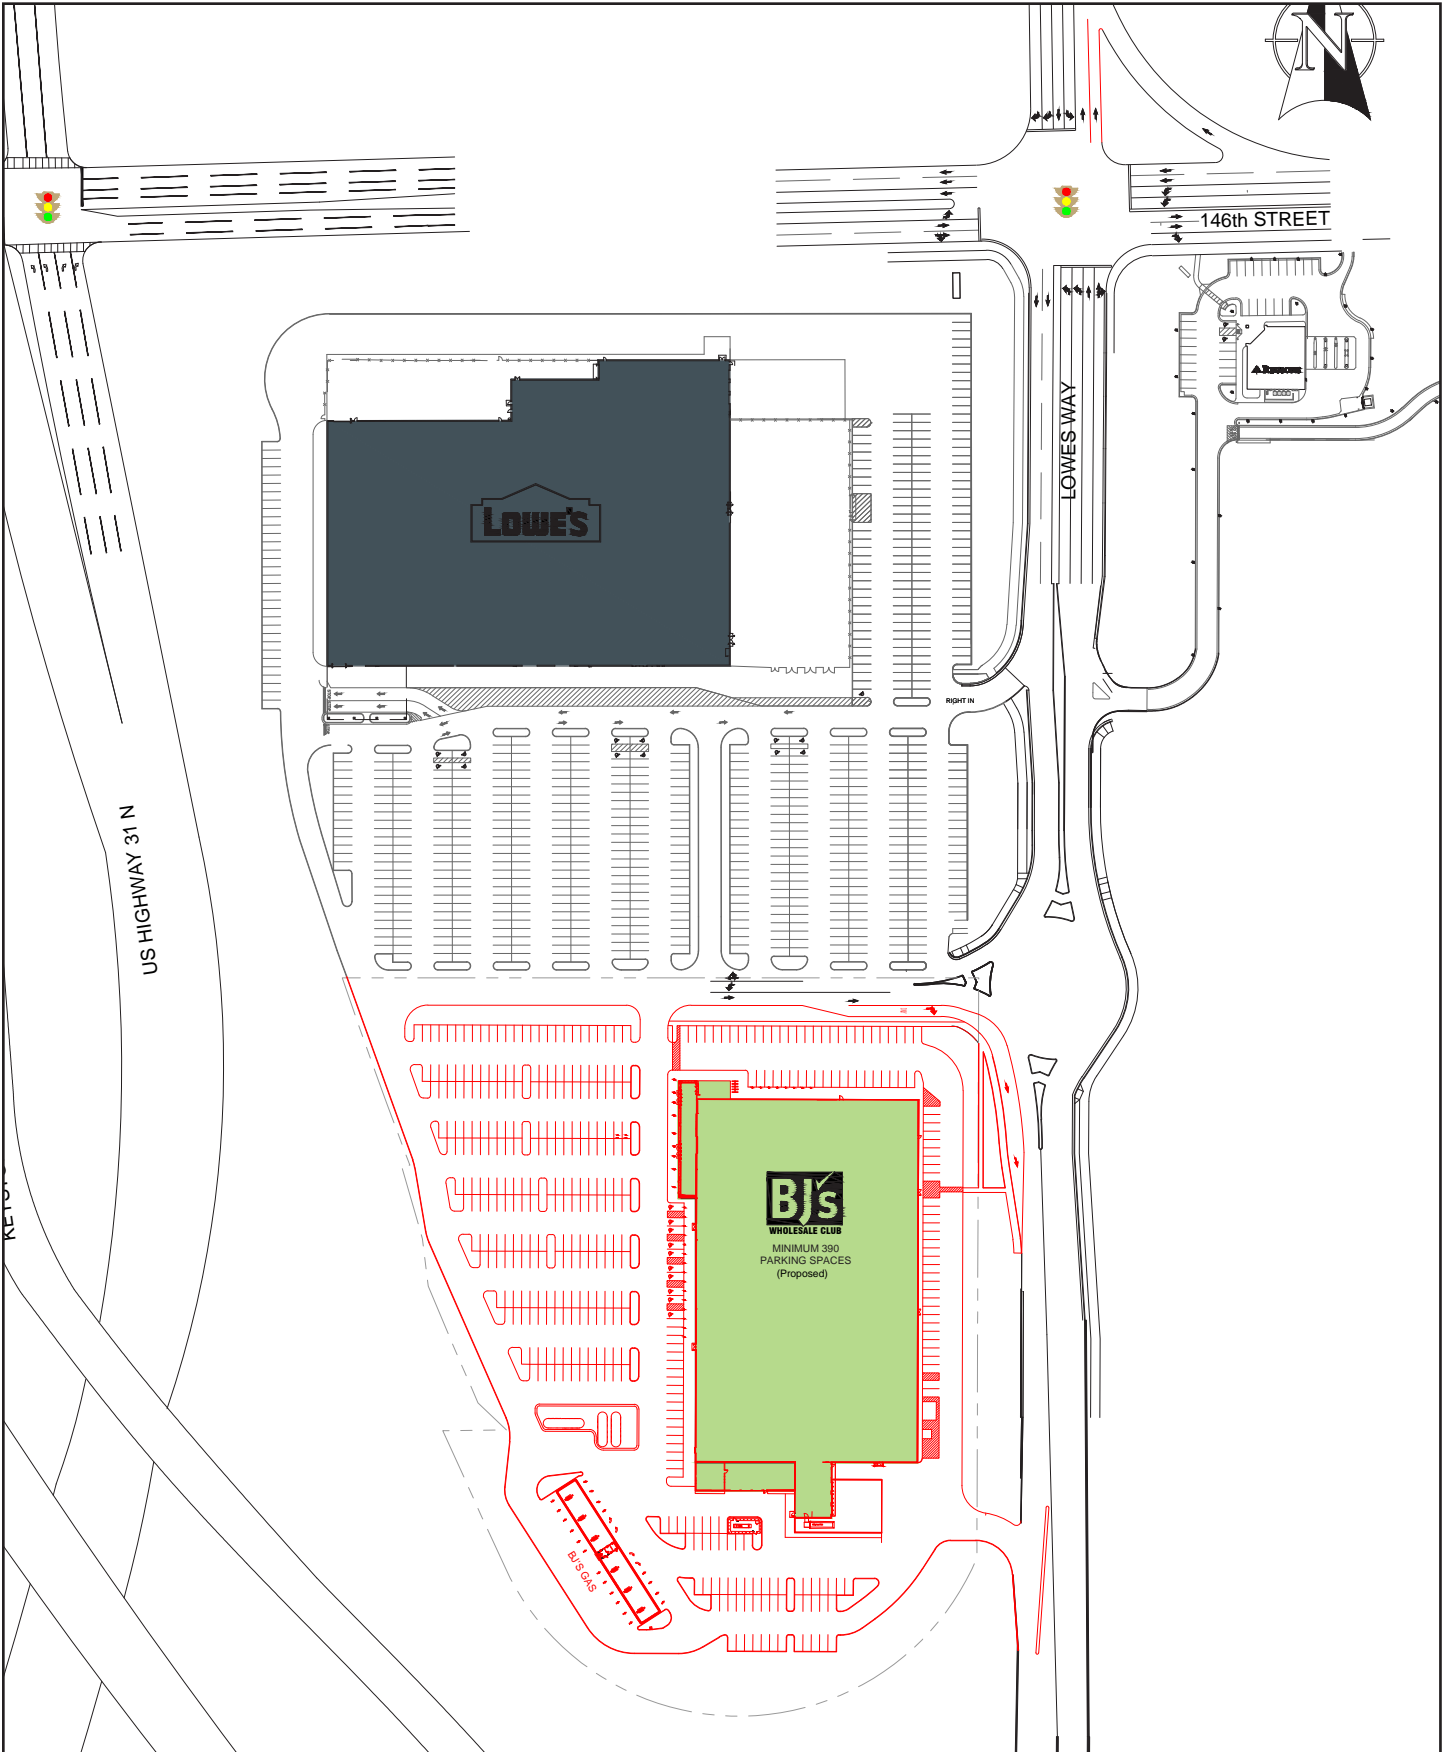 N
146th STREET
REGIONS
LOWES WAY
LOWE'S
RIGHT IN
US HIGHWAY 31 N
BJ's
WHOLESALE CLUB
MINIMUM 390
PARKING SPACES
(Proposed)
BJ'S GAS